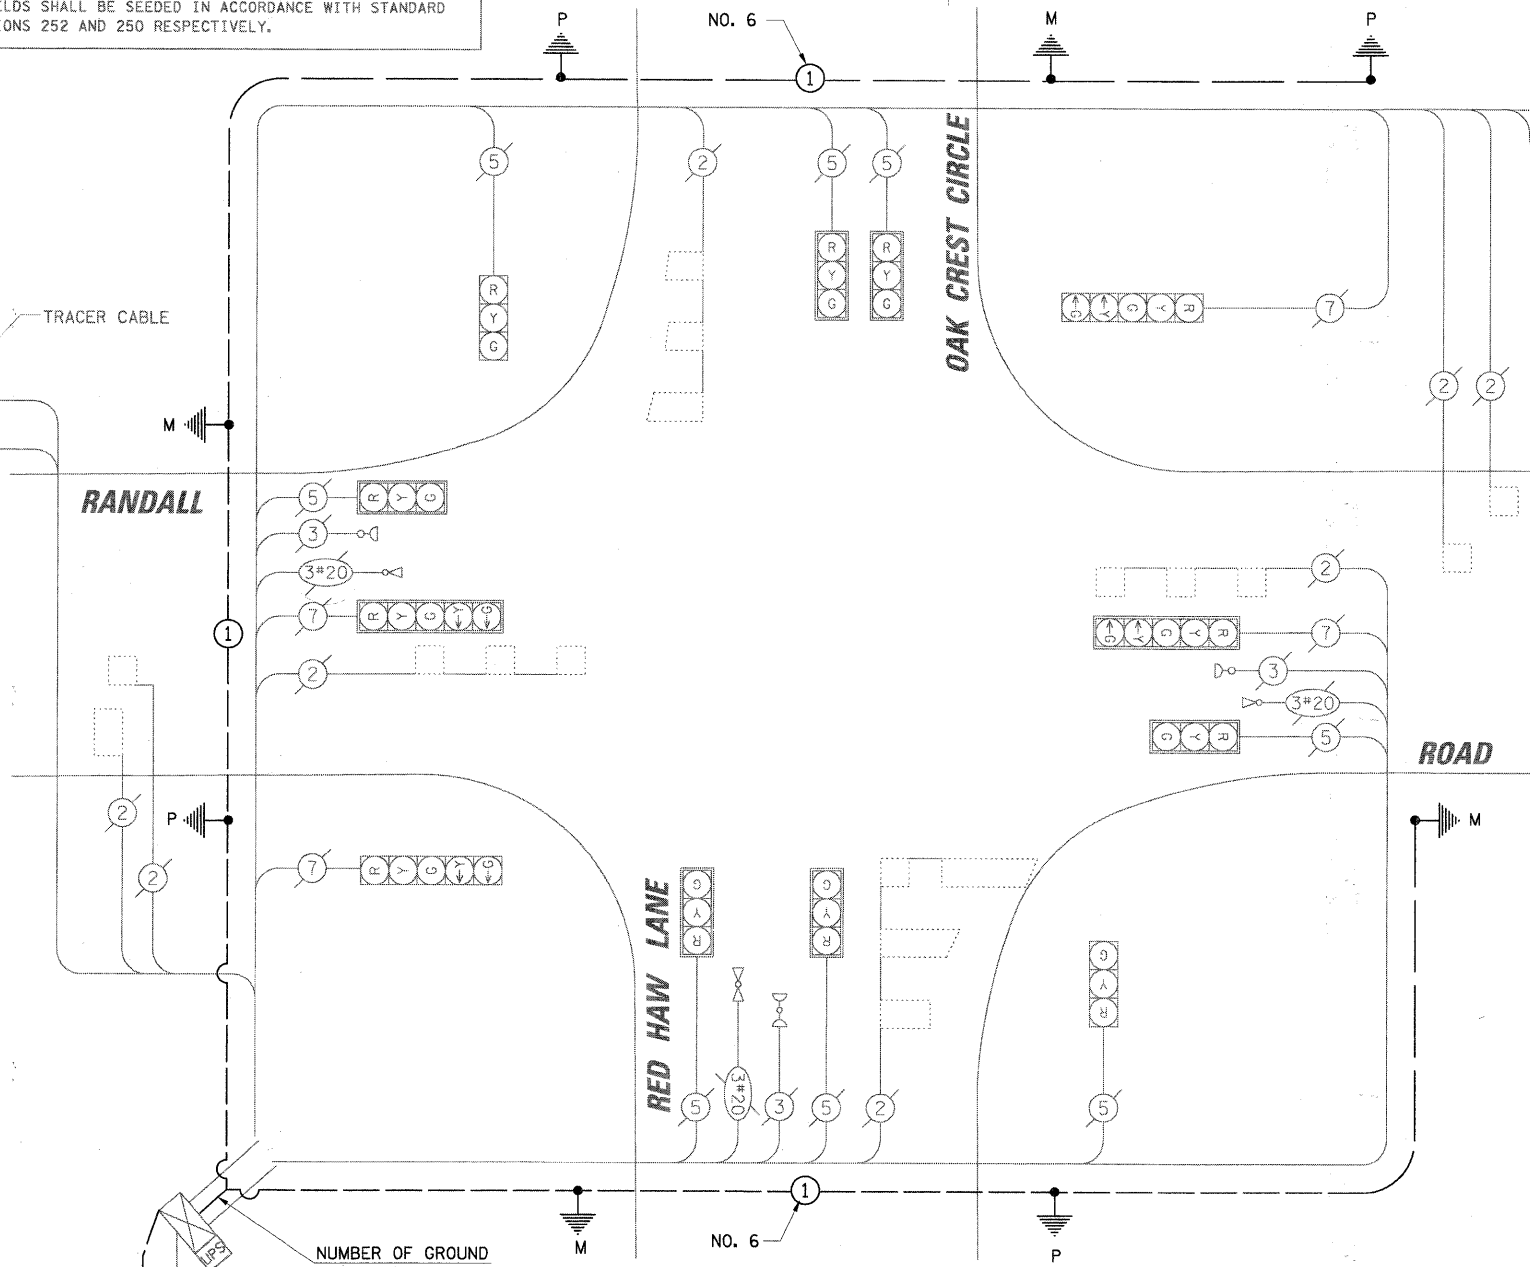 ELDS SHALL BE SEEDED IN ACCORDANCE WITH STANDARD
IONS 252 AND 250 RESPECTIVELY.
P
NO. 6
M
P
1
5
2
5
5
OAK CREST CIRCLE
R
Y
G
R
Y
G
R
Y
G
G Y G Y R
7
TRACER CABLE
2
2
M
RANDALL
5
R Y G
3
3#20
7
R Y G Y G
2
1
2
G Y G Y R
7
3
3#20
G Y R
5
ROAD
2
P
2
7
R Y G Y G
M
RED HAW LANE
G
Y
R
G
Y
R
G
Y
R
5
3#20
3
5
2
5
1
NO. 6
M
P
UPS
NUMBER OF GROUND